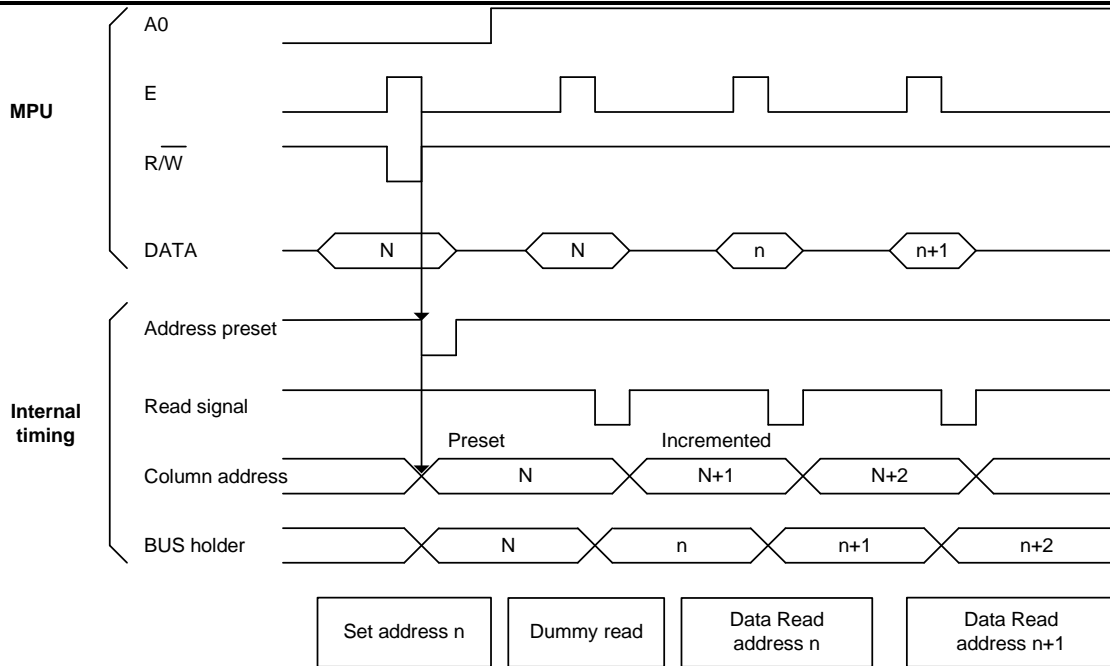 MPU
A0
E
R/W̅
DATA
N
N
n
n+1
Internal
timing
Address preset
Read signal
Preset
Incremented
Column address
N
N+1
N+2
BUS holder
N
n
n+1
n+2
Set address n
Dummy read
Data Read
address n
Data Read
address n+1